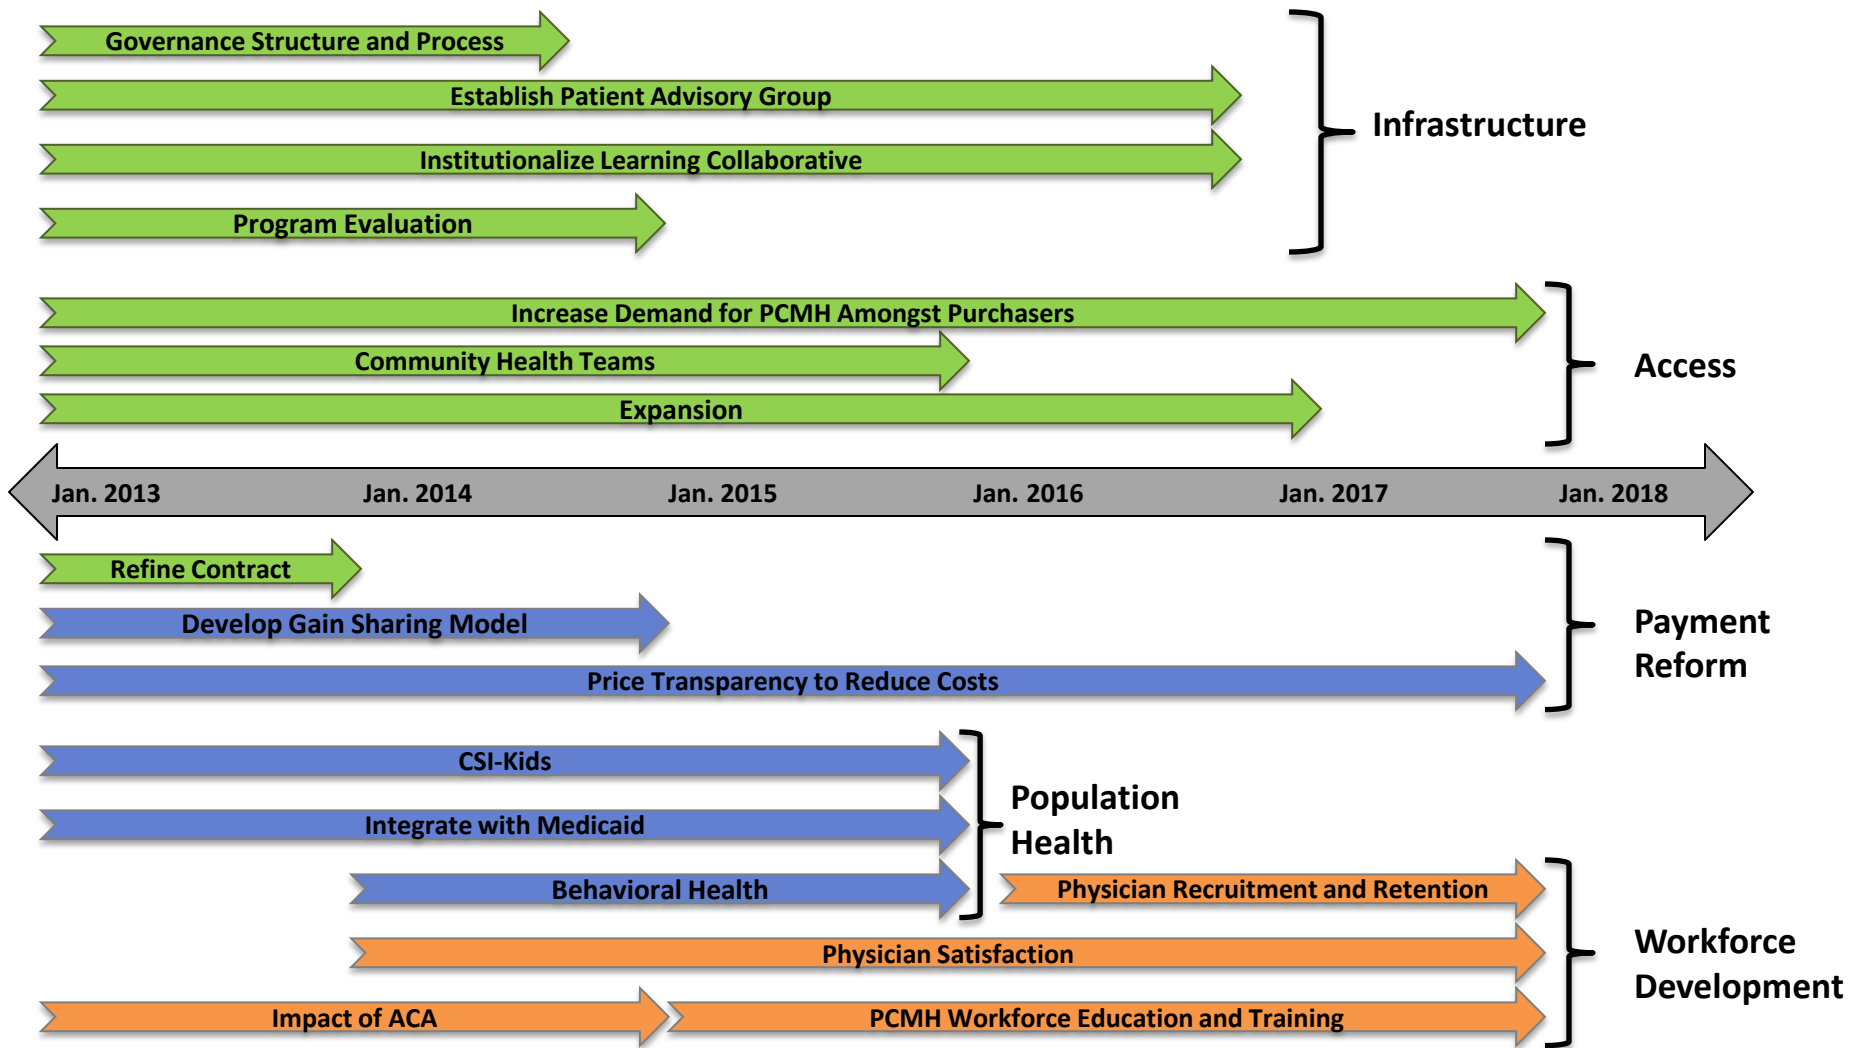 Governance Structure and Process
Establish Patient Advisory Group
Infrastructure
Institutionalize Learning Collaborative
Program Evaluation
Increase Demand for PCMH Amongst Purchasers
Community Health Teams
Access
Expansion
Jan. 2013 Jan. 2014 Jan. 2015 Jan. 2016 Jan. 2017 Jan. 2018
Refine Contract
Develop Gain Sharing Model
Payment
Reform
Price Transparency to Reduce Costs
CSI-Kids
Population
Health
Integrate with Medicaid
Behavioral Health
Physician Recruitment and Retention
Workforce
Development
Physician Satisfaction
Impact of ACA
PCMH Workforce Education and Training